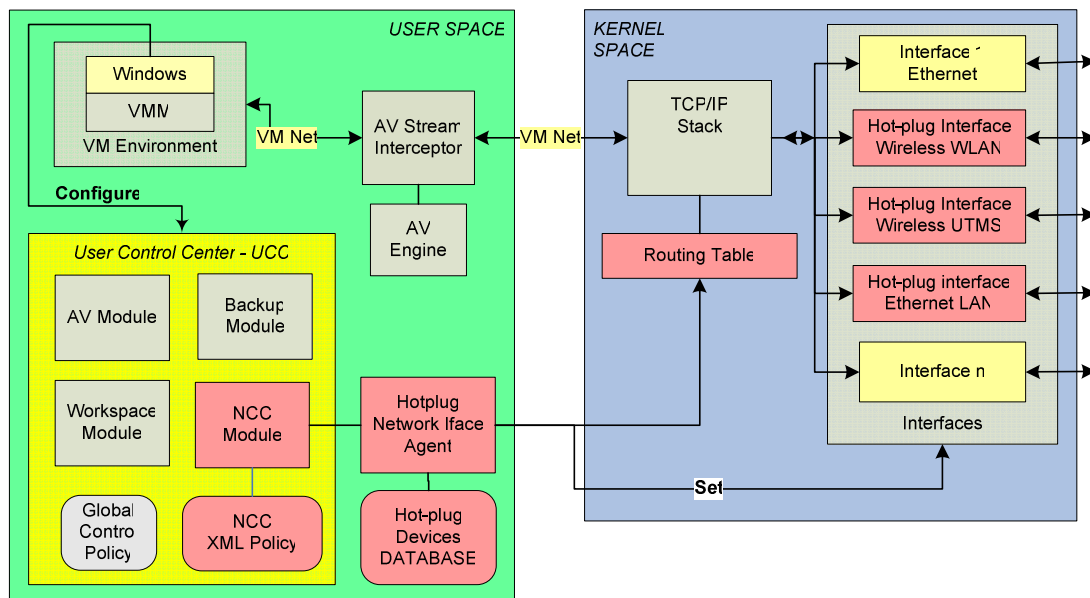 USER SPACE
Windows
VMM
VM Environment
VM Net
AV Stream
Interceptor
VM Net
AV
Engine
Configure
User Control Center - UCC
AV Module
Backup
Module
Workspace
Module
NCC
Module
Global
Control
Policy
NCC
XML Policy
Hotplug
Network Iface
Agent
Hot-plug
Devices
DATABASE
KERNEL
SPACE
TCP/IP
Stack
Routing Table
Set
Interface 1
Ethernet
Hot-plug Interface
Wireless WLAN
Hot-plug Interface
Wireless UTMS
Hot-plug interface
Ethernet LAN
Interface n
Interfaces